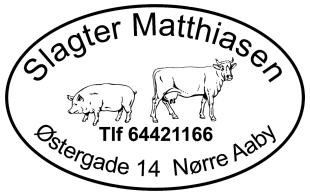 Slagter Matthiasen
Tlf 64421166
Østergade 14 Nørre Aaby